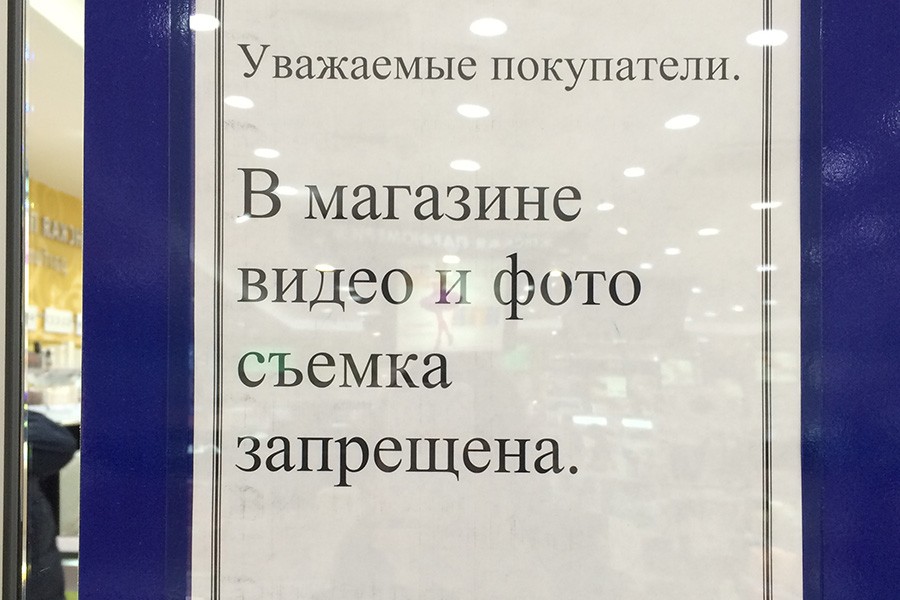 Уважаемые покупатели.
В магазине
видео и фото
съемка
запрещена.